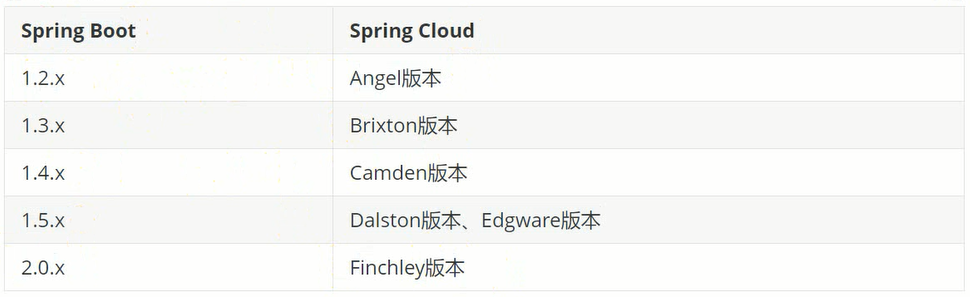 Spring Boot Spring Cloud
1.2.x Angel版本
1.3.x Brixton版本
1.4.x Camden版本
1.5.x Dalston版本、Edgware版本
2.0.x Finchley版本